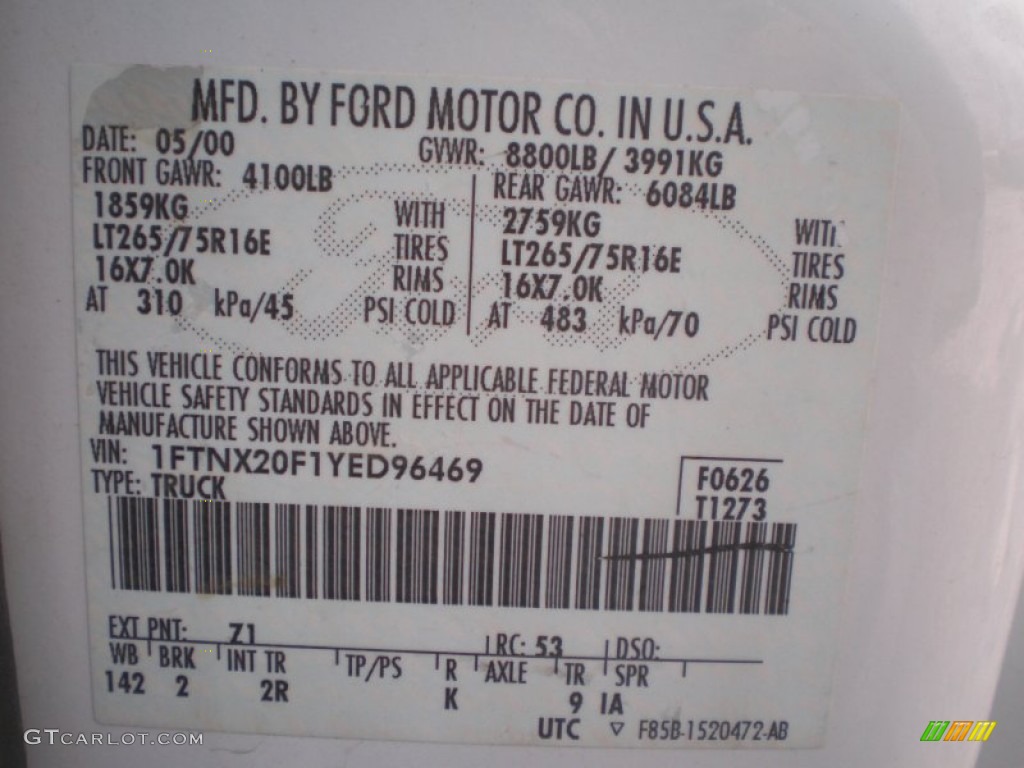 MFD. BY FORD MOTOR CO. IN U.S.A.
DATE: 05/00 GVWR: 8800LB/ 3991KG
FRONT GAWR: 4100LB REAR GAWR: 6084LB
1859KG WITH 2759KG
LT265/75R16E TIRES LT265/75R16E TIRES
16X7.0K RIMS 16X7.0K RIMS
AT 310 kPa/45 PSI COLD AT 483 kPa/70 PSI COLD
THIS VEHICLE CONFORMS TO ALL APPLICABLE FEDERAL MOTOR
VEHICLE SAFETY STANDARDS IN EFFECT ON THE DATE OF
MANUFACTURE SHOWN ABOVE.
VIN: 1FTNX20F1YED96469
TYPE: TRUCK
F0626
T1273
EXT PNT: Z1 RC: 53 DSO:
WB BRK INT TR TP/PS R AXLE TR SPR
142 2 2R K 9 IA
UTC ▽ F85B-1520472-AB
GTCARLOT.COM